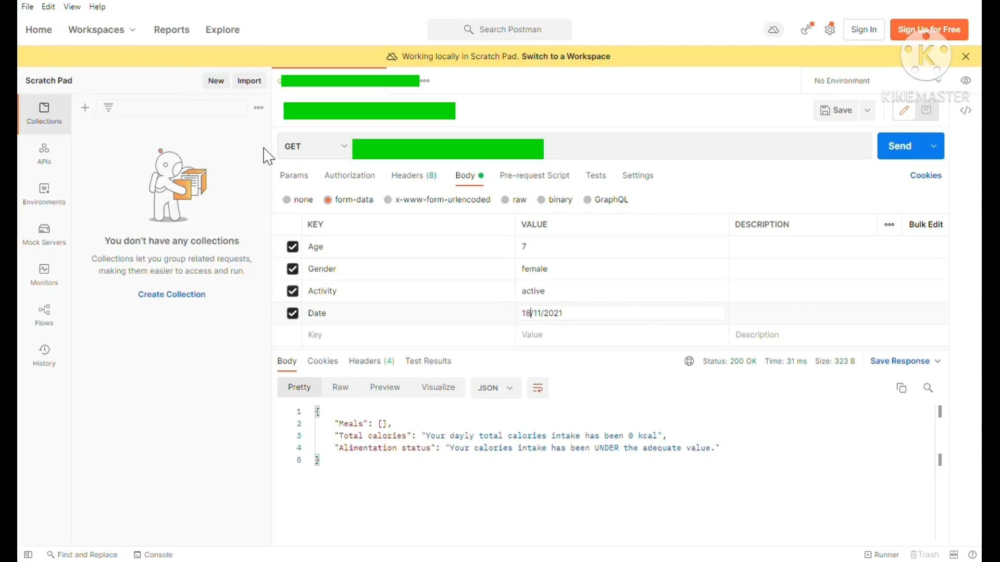 File Edit View Help
Home Workspaces Reports Explore Search Postman Sign In Sign Up for Free
Working locally in Scratch Pad. Switch to a Workspace
K
KINEMASTER
Scratch Pad New Import No Environment
Save
Collections
APIs
Environments
Mock Servers
Monitors
Flows
History
You don't have any collections
Collections let you group related requests,
making them easier to access and run.
Create Collection
GET Send
Params Authorization Headers (8) Body Pre-request Script Tests Settings Cookies
none form-data x-www-form-urlencoded raw binary GraphQL
KEY VALUE DESCRIPTION Bulk Edit
Age 7
Gender female
Activity active
Date 18/11/2021
Key Value Description
Body Cookies Headers (4) Test Results Status: 200 OK Time: 31 ms Size: 323 B Save Response
Pretty Raw Preview Visualize JSON
1 {
2 "Meals": [],
3 "Total calories": "Your dayly total calories intake has been 0 kcal",
4 "Alimentation status": "Your calories intake has been UNDER the adequate value."
5 }
Find and Replace Console Runner Trash